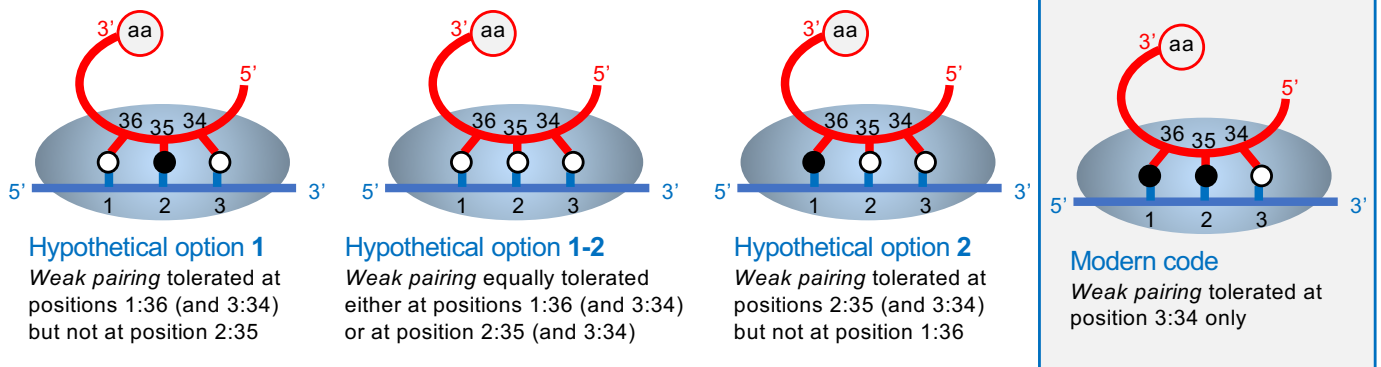 3’ aa
5’
36 35 34
5’ 3’
1 2 3
Hypothetical option 1
Weak pairing tolerated at
positions 1:36 (and 3:34)
but not at position 2:35
3’ aa
5’
36 35 34
5’ 3’
1 2 3
Hypothetical option 1-2
Weak pairing equally tolerated
either at positions 1:36 (and 3:34)
or at position 2:35 (and 3:34)
3’ aa
5’
36 35 34
5’ 3’
1 2 3
Hypothetical option 2
Weak pairing tolerated at
positions 2:35 (and 3:34)
but not at position 1:36
3’ aa
5’
36 35 34
5’ 3’
1 2 3
Modern code
Weak pairing tolerated at
position 3:34 only